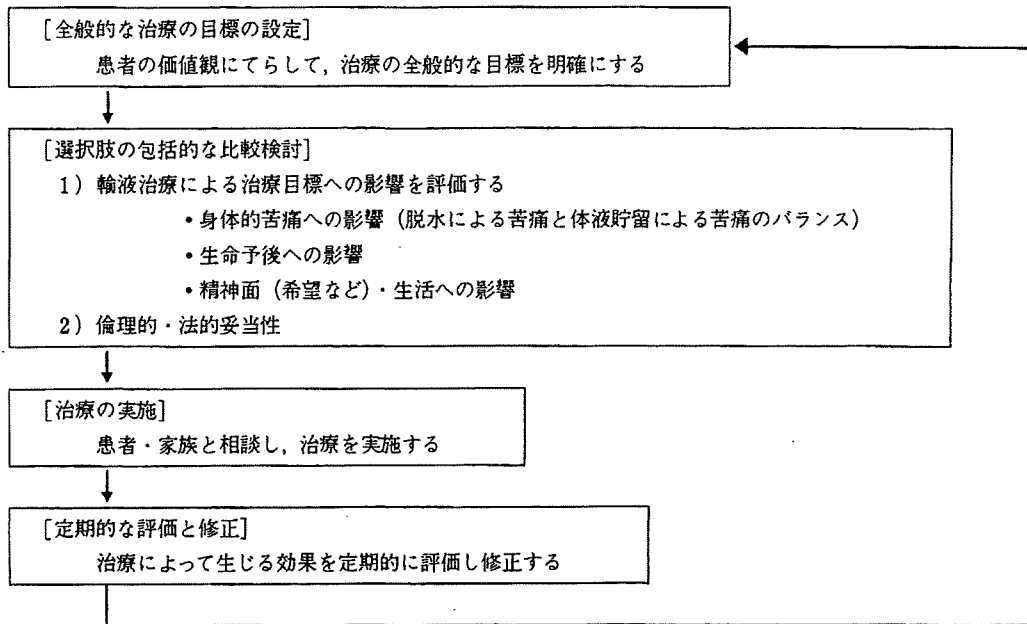 [全般的な治療の目標の設定]
患者の価値観にてらして，治療の全般的な目標を明確にする
[選択肢の包括的な比較検討]
1）輸液治療による治療目標への影響を評価する
・身体的苦痛への影響（脱水による苦痛と体液貯留による苦痛のバランス）
・生命予後への影響
・精神面（希望など）・生活への影響
2）倫理的・法的妥当性
[治療の実施]
患者・家族と相談し，治療を実施する
[定期的な評価と修正]
治療によって生じる効果を定期的に評価し修正する